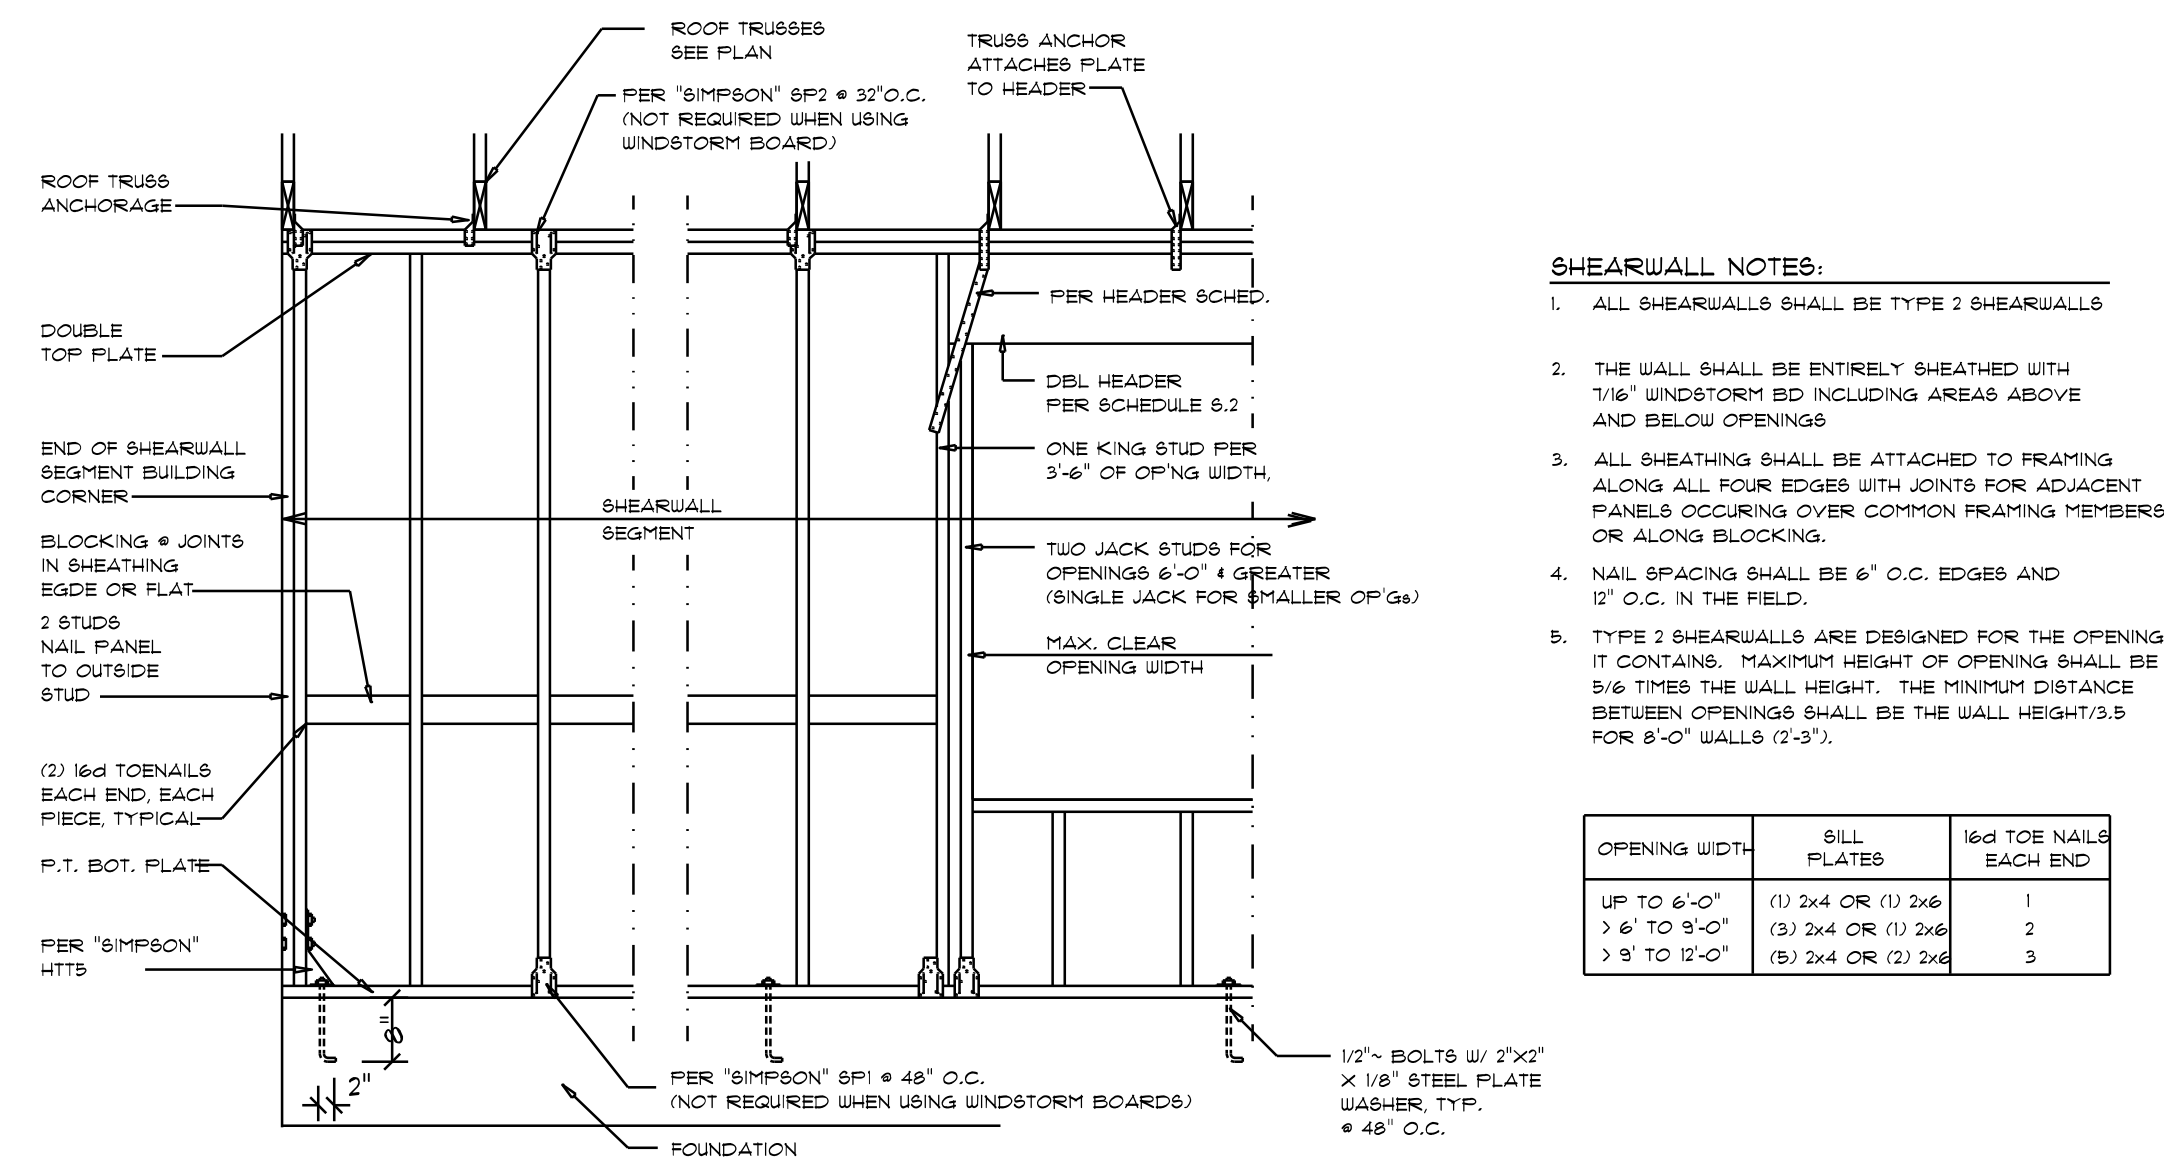 ROOF TRUSSES
SEE PLAN
TRUSS ANCHOR
ATTACHES PLATE
TO HEADER
PER "SIMPSON" SP2 @ 32"O.C.
(NOT REQUIRED WHEN USING
WINDSTORM BOARD)
ROOF TRUSS
ANCHORAGE
DOUBLE
TOP PLATE
END OF SHEARWALL
SEGMENT BUILDING
CORNER
BLOCKING @ JOINTS
IN SHEATHING
EGDE OR FLAT
2 STUDS
NAIL PANEL
TO OUTSIDE
STUD
(2) 16d TOENAILS
EACH END, EACH
PIECE, TYPICAL
P.T. BOT. PLATE
PER "SIMPSON"
HTT5
8"
2"
SHEARWALL
SEGMENT
PER HEADER SCHED.
DBL HEADER
PER SCHEDULE S.2
ONE KING STUD PER
3'-6" OF OP'NG WIDTH,
TWO JACK STUDS FOR
OPENINGS 6'-0" & GREATER
(SINGLE JACK FOR SMALLER OP'Gs)
MAX. CLEAR
OPENING WIDTH
PER "SIMPSON" SP1 @ 48" O.C.
(NOT REQUIRED WHEN USING WINDSTORM BOARDS)
FOUNDATION
1/2"~ BOLTS W/ 2"X2"
X 1/8" STEEL PLATE
WASHER, TYP.
@ 48" O.C.
SHEARWALL NOTES:
1. ALL SHEARWALLS SHALL BE TYPE 2 SHEARWALLS
2. THE WALL SHALL BE ENTIRELY SHEATHED WITH
7/16" WINDSTORM BD INCLUDING AREAS ABOVE
AND BELOW OPENINGS
3. ALL SHEATHING SHALL BE ATTACHED TO FRAMING
ALONG ALL FOUR EDGES WITH JOINTS FOR ADJACENT
PANELS OCCURING OVER COMMON FRAMING MEMBERS
OR ALONG BLOCKING.
4. NAIL SPACING SHALL BE 6" O.C. EDGES AND
12" O.C. IN THE FIELD.
5. TYPE 2 SHEARWALLS ARE DESIGNED FOR THE OPENING
IT CONTAINS. MAXIMUM HEIGHT OF OPENING SHALL BE
5/6 TIMES THE WALL HEIGHT. THE MINIMUM DISTANCE
BETWEEN OPENINGS SHALL BE THE WALL HEIGHT/3.5
FOR 8'-0" WALLS (2'-3").
OPENING WIDTH
SILL
PLATES
16d TOE NAILS
EACH END
UP TO 6'-0" (1) 2x4 OR (1) 2x6 1
> 6' TO 9'-0" (3) 2x4 OR (1) 2x6 2
> 9' TO 12'-0" (5) 2x4 OR (2) 2x6 3